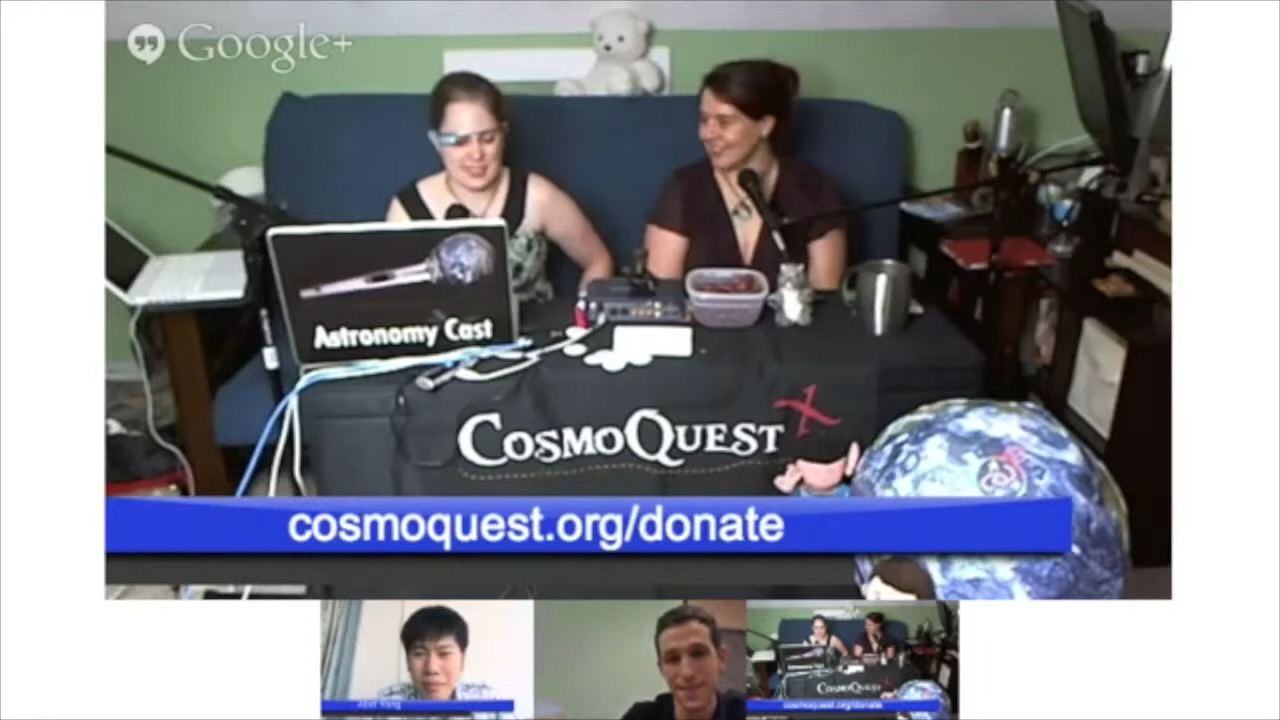 Google+
Astronomy Cast
CosmoQuest X
cosmoquest.org/donate
CosmoQuest
cosmoquest.org/donate